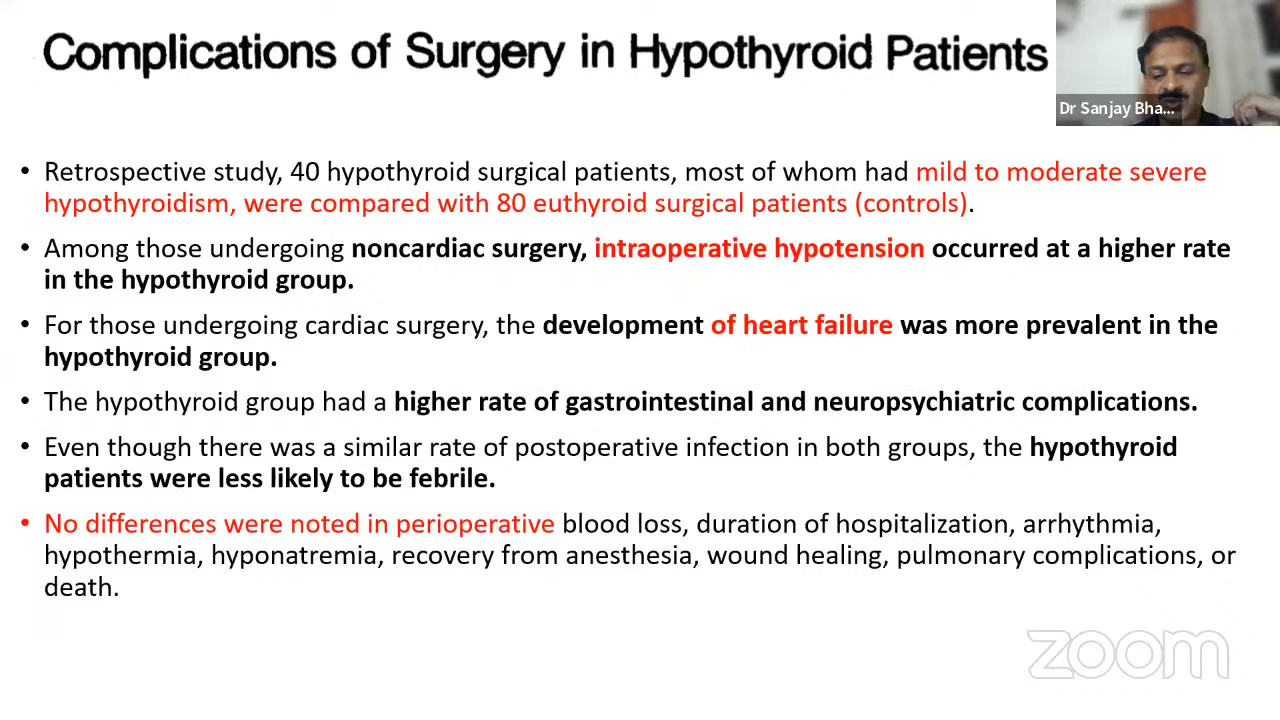 Complications of Surgery in Hypothyroid Patients
Dr Sanjay Bha...
• Retrospective study, 40 hypothyroid surgical patients, most of whom had mild to moderate severe
hypothyroidism, were compared with 80 euthyroid surgical patients (controls).
• Among those undergoing noncardiac surgery, intraoperative hypotension occurred at a higher rate
in the hypothyroid group.
• For those undergoing cardiac surgery, the development of heart failure was more prevalent in the
hypothyroid group.
• The hypothyroid group had a higher rate of gastrointestinal and neuropsychiatric complications.
• Even though there was a similar rate of postoperative infection in both groups, the hypothyroid
patients were less likely to be febrile.
• No differences were noted in perioperative blood loss, duration of hospitalization, arrhythmia,
hypothermia, hyponatremia, recovery from anesthesia, wound healing, pulmonary complications, or
death.
zoom